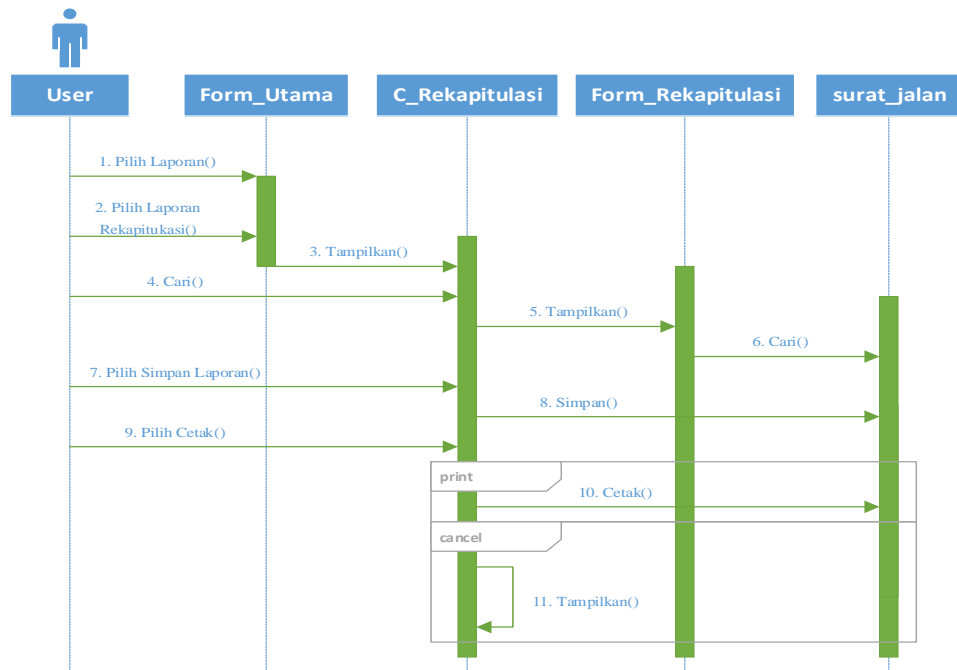 User
Form_Utama
C_Rekapitulasi
Form_Rekapitulasi
surat_jalan
1. Pilih Laporan()
2. Pilih Laporan
Rekapitukasi()
3. Tampilkan()
4. Cari()
5. Tampilkan()
6. Cari()
7. Pilih Simpan Laporan()
8. Simpan()
9. Pilih Cetak()
print
10. Cetak()
cancel
11. Tampilkan()